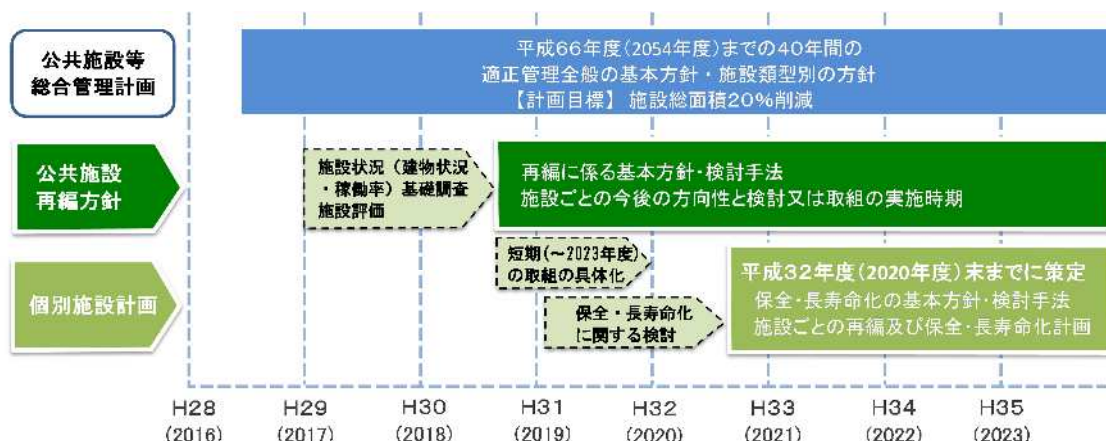 公共施設等
総合管理計画
平成66年度(2054年度)までの40年間の
適正管理全般の基本方針・施設類型別の方針
【計画目標】 施設総面積20%削減
公共施設
再編方針
施設状況（建物状況
・稼働率）基礎調査
施設評価
再編に係る基本方針・検討手法
施設ごとの今後の方向性と検討又は取組の実施時期
短期(～2023年度)
の取組の具体化
個別施設計画
保全・長寿命化
に関する検討
平成32年度(2020年度)末までに策定
保全・長寿命化の基本方針・検討手法
施設ごとの再編及び保全・長寿命化計画
H28 H29 H30 H31 H32 H33 H34 H35
(2016) (2017) (2018) (2019) (2020) (2021) (2022) (2023)